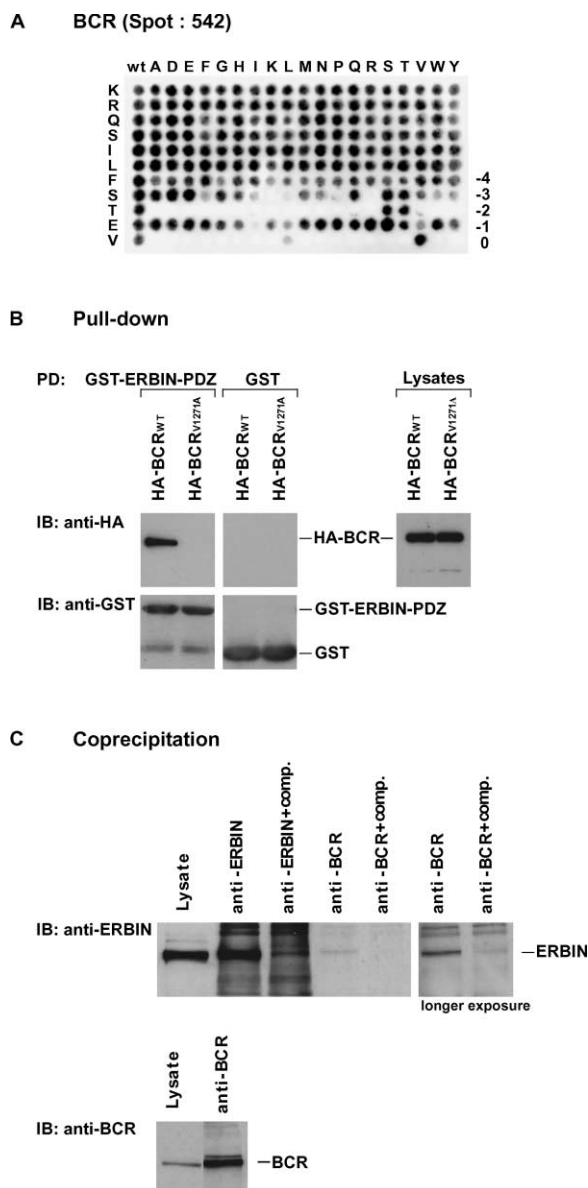 A BCR (Spot : 542)
wt A D E F G H I K L M N P Q R S T V W Y
K
R
Q
S
I
L
F -4
S -3
T -2
E -1
V 0
B Pull-down
PD: GST-ERBIN-PDZ GST Lysates
HA-BCRWT HA-BCRV1271A HA-BCRWT HA-BCRV1271A HA-BCRWT HA-BCRV1271A
IB: anti-HA HA-BCR
IB: anti-GST GST-ERBIN-PDZ
GST
C Coprecipitation
Lysate anti-ERBIN anti-ERBIN+comp. anti-BCR anti-BCR+comp. anti-BCR anti-BCR+comp.
IB: anti-ERBIN ERBIN
longer exposure
Lysate anti-BCR
IB: anti-BCR BCR